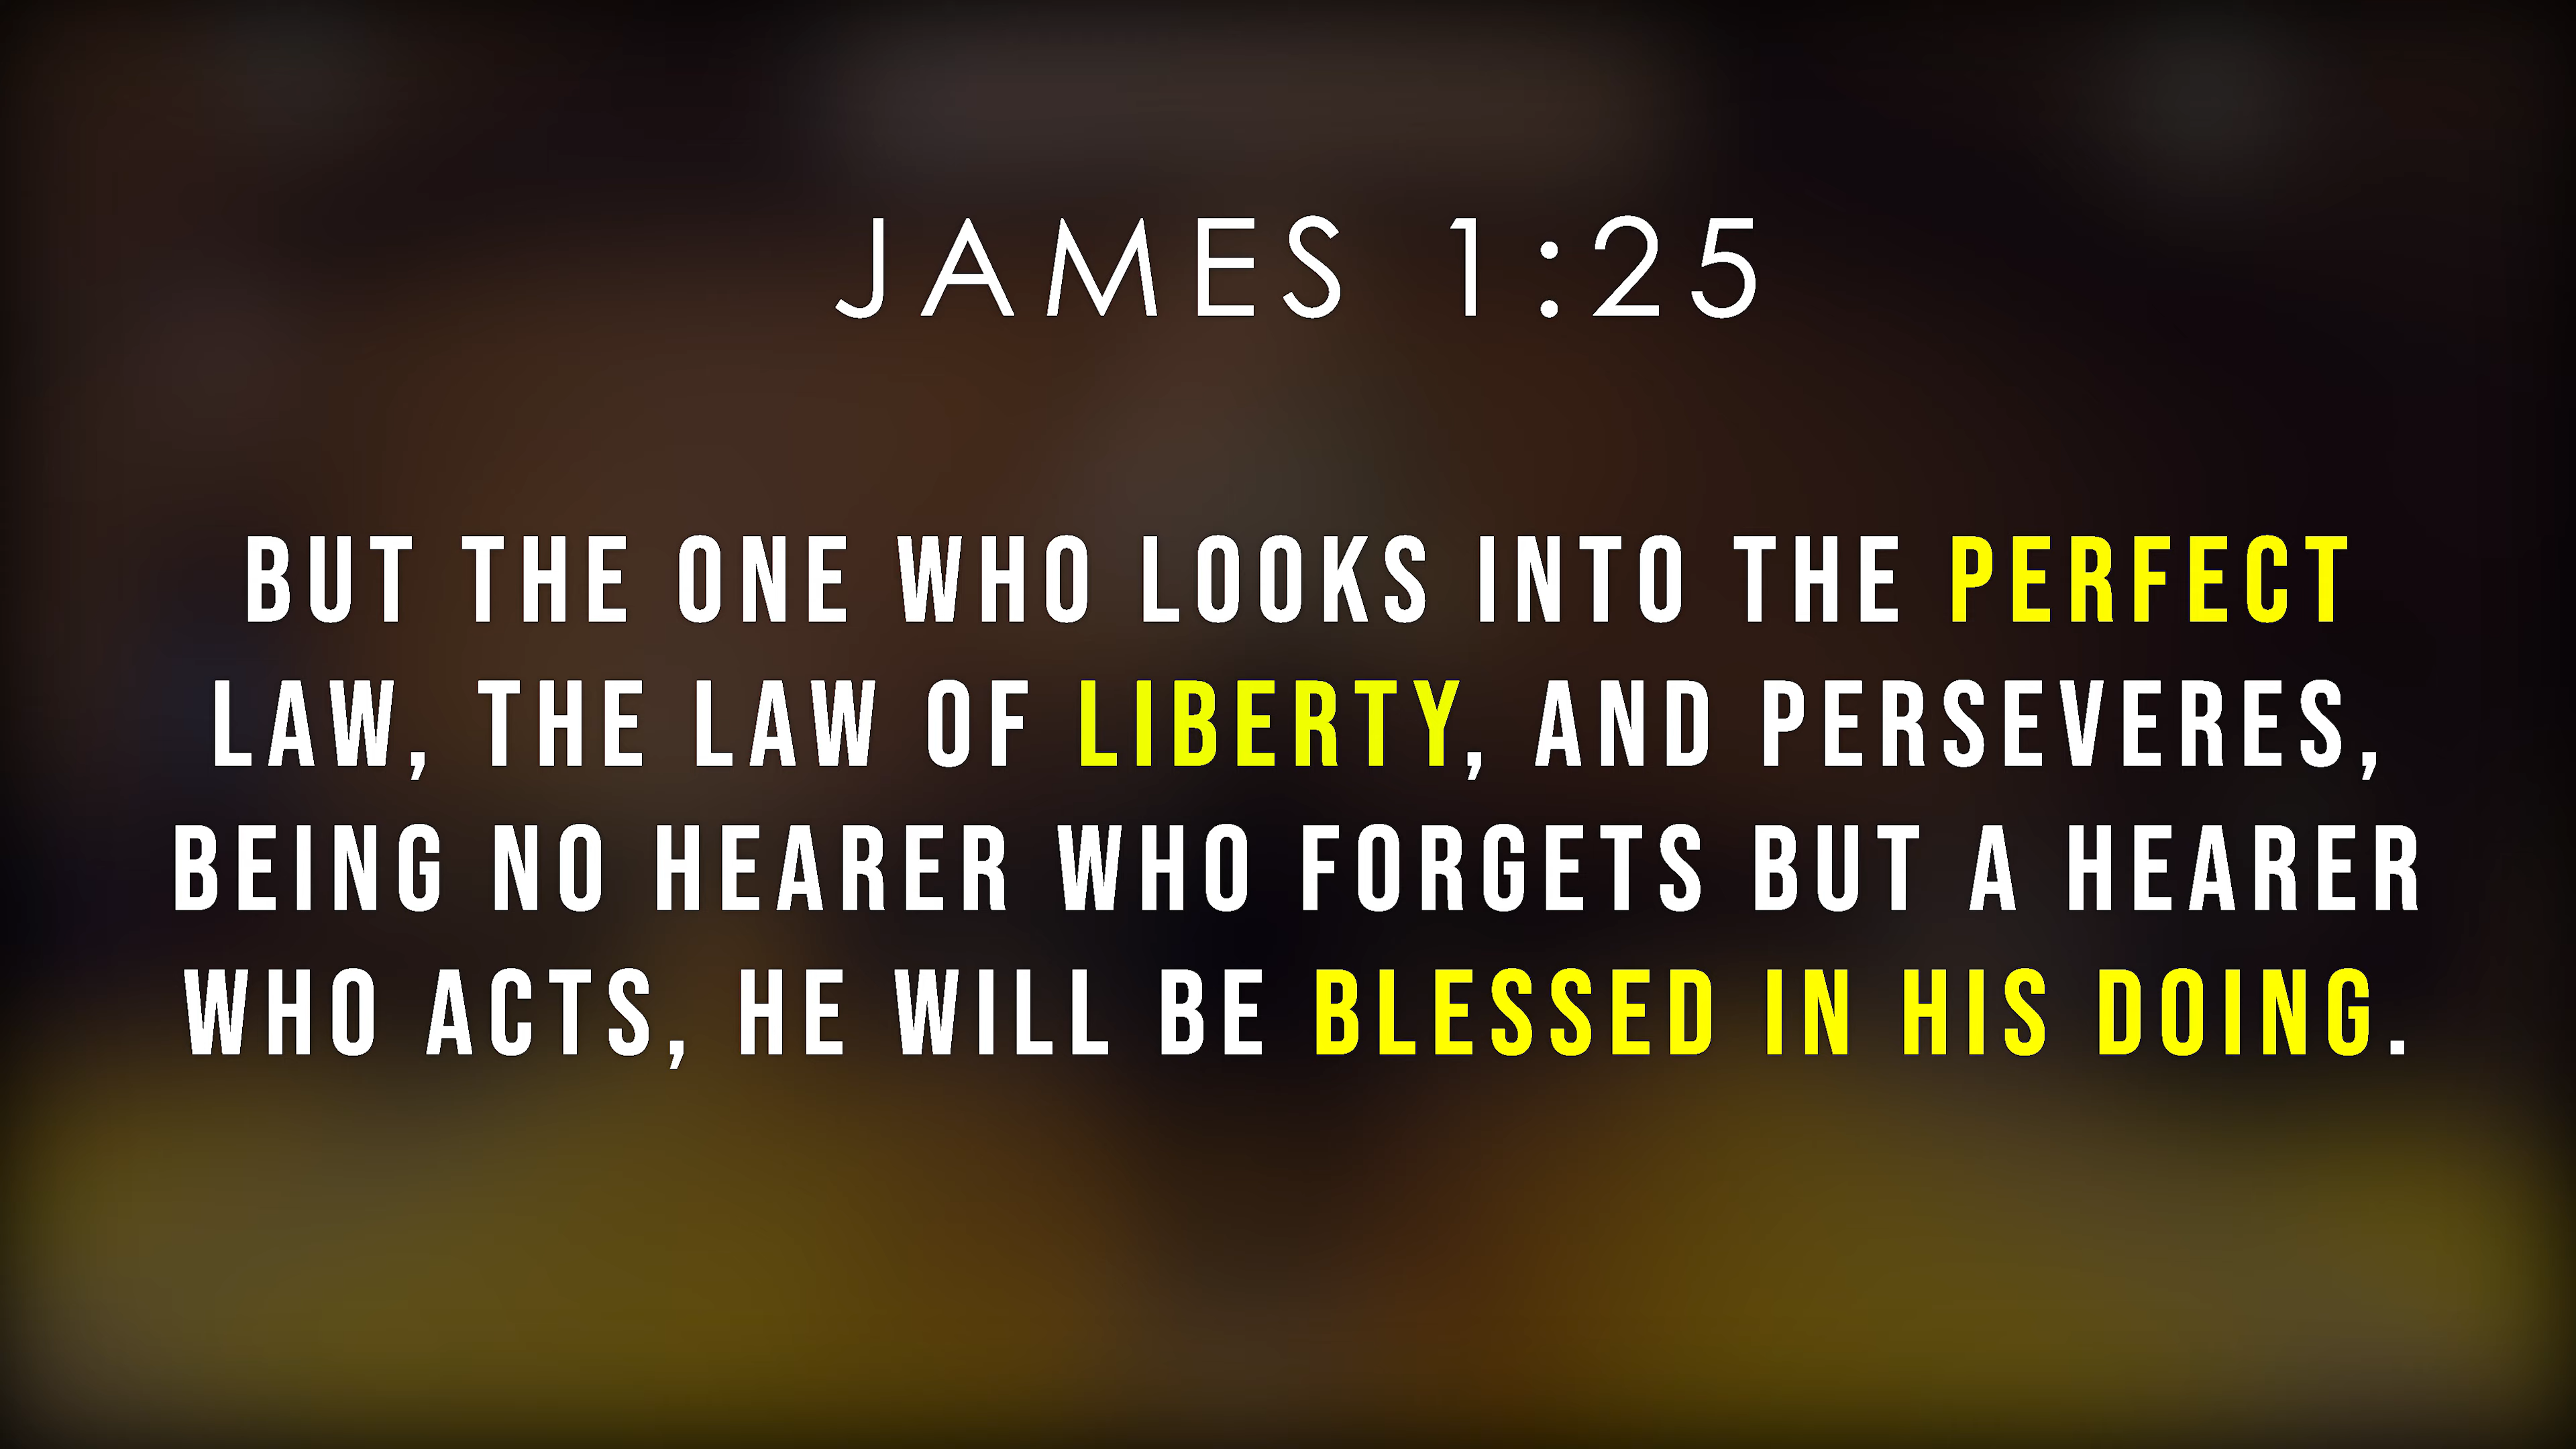 JAMES 1:25
BUT THE ONE WHO LOOKS INTO THE PERFECT
LAW, THE LAW OF LIBERTY, AND PERSEVERES,
BEING NO HEARER WHO FORGETS BUT A HEARER
WHO ACTS, HE WILL BE BLESSED IN HIS DOING.